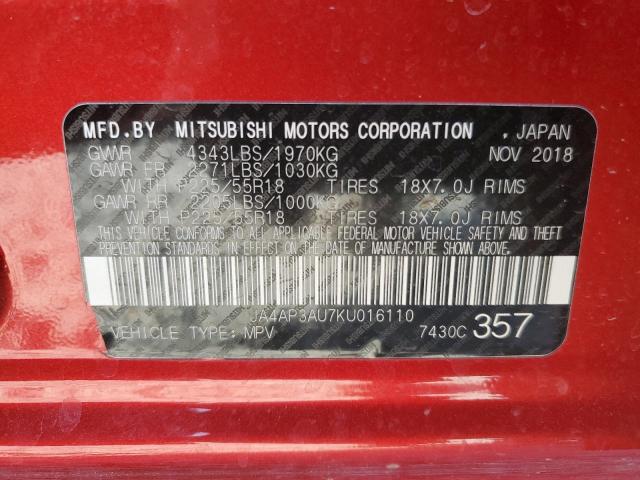 MFD.BY MITSUBISHI MOTORS CORPORATION , JAPAN
GVWR 4343LBS/1970KG NOV 2018
GAWR FR 2271LBS/1030KG
WITH P225/55R18 TIRES 18X7.0J RIMS
GAWR RR 2205LBS/1000KG
WITH P225/55R18 TIRES 18X7.0J RIMS
THIS VEHICLE CONFORMS TO ALL APPLICABLE FEDERAL MOTOR VEHICLE SAFETY AND THEFT
PREVENTION STANDARDS IN EFFECT ON THE DATE OF MANUFACTURE SHOWN ABOVE.
JA4AP3AU7KU016110
VEHICLE TYPE: MPV 7430C 357